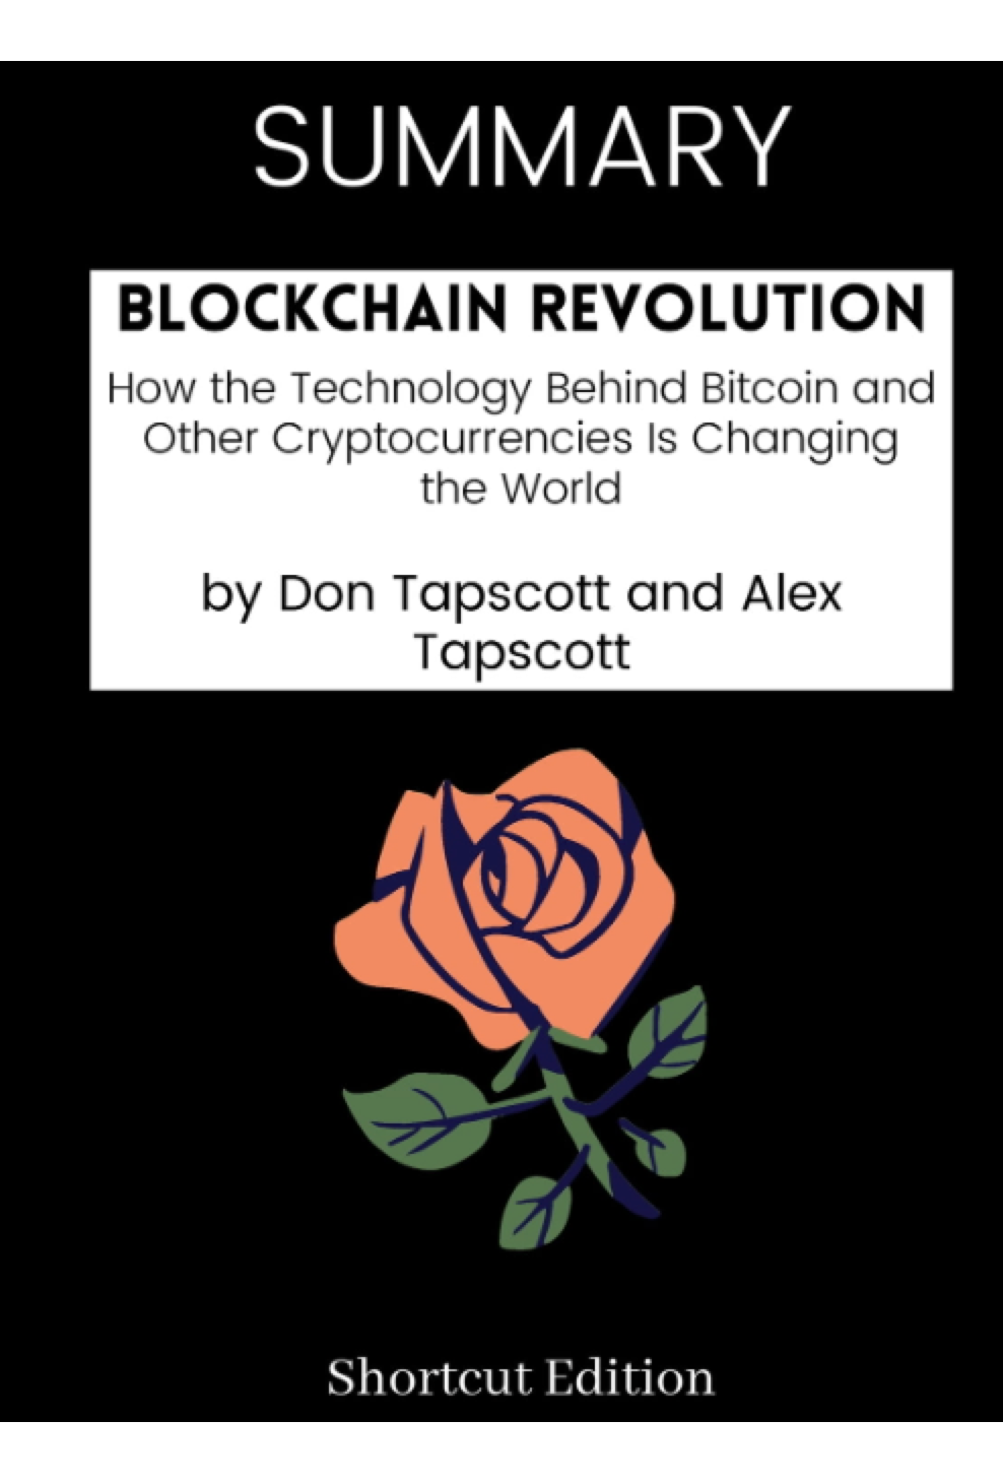 SUMMARY
BLOCKCHAIN REVOLUTION
How the Technology Behind Bitcoin and
Other Cryptocurrencies Is Changing
the World
by Don Tapscott and Alex
Tapscott
Shortcut Edition